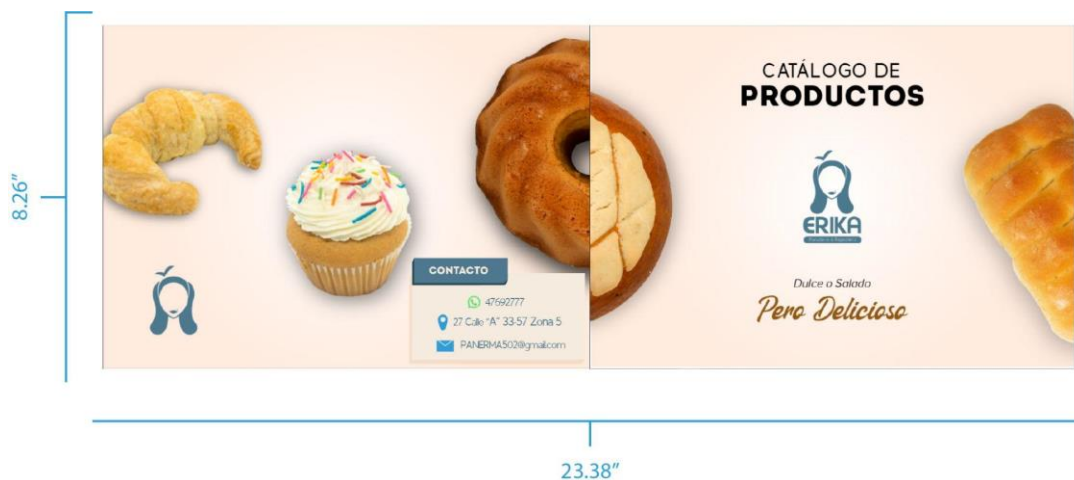 8.26"
CONTACTO
47692777
27 Calle "A" 33-57 Zona 5
PANERMA502@gmail.com
CATÁLOGO DE
PRODUCTOS
ERIKA
Dulce o Salado
Pero Delicioso
23.38"